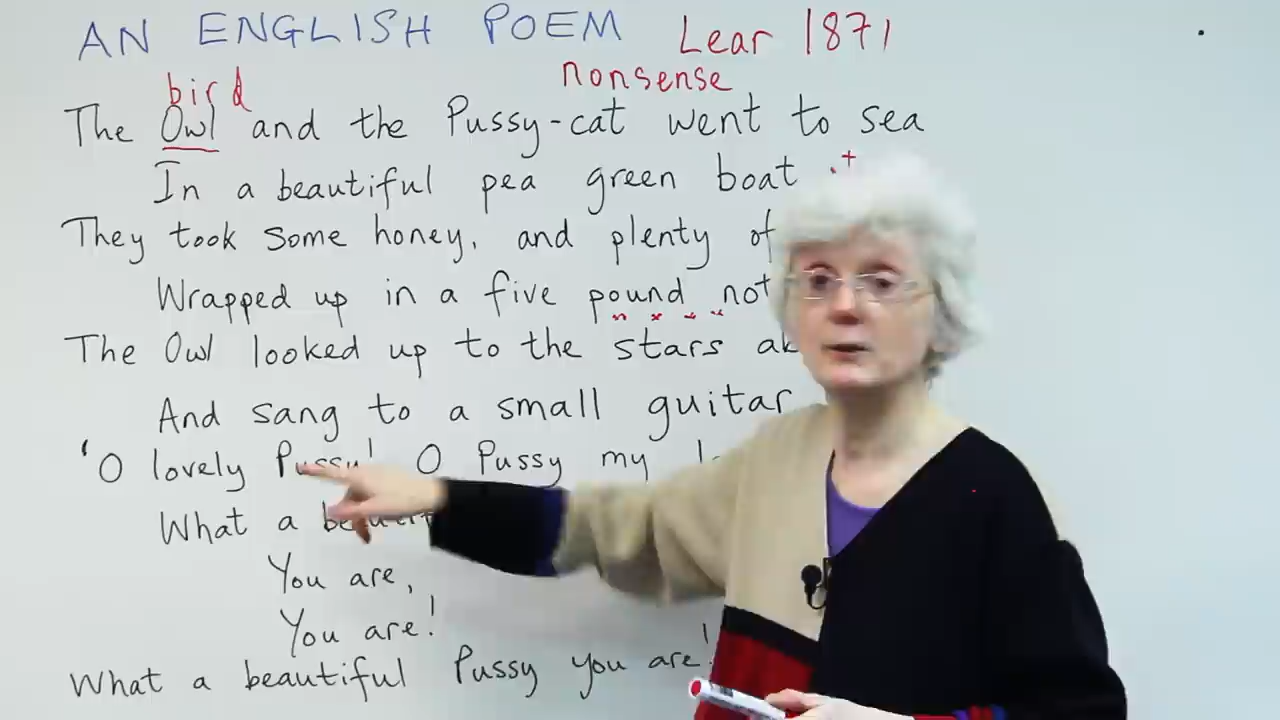 AN ENGLISH POEM Lear 1871
bird nonsense
The Owl and the Pussy-cat went to sea
In a beautiful pea green boat
They took some honey, and plenty of
Wrapped up in a five pound
The Owl looked up to the stars
And sang to a small guitar
'O lovely Pussy! O Pussy my
What a
You are,
You are!
What a beautiful Pussy you are!